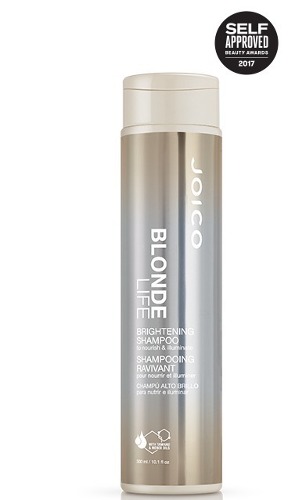 SELF
APPROVED
BEAUTY AWARDS
2017
JOICO
BLONDE
LIFE
BRIGHTENING
SHAMPOO
to nourish & illuminate
SHAMPOOING
RAVIVANT
pour nourrir et illuminer
CHAMPÚ ALTO BRILLO
para nutrir e iluminar
300 ml / 10.1 fl oz